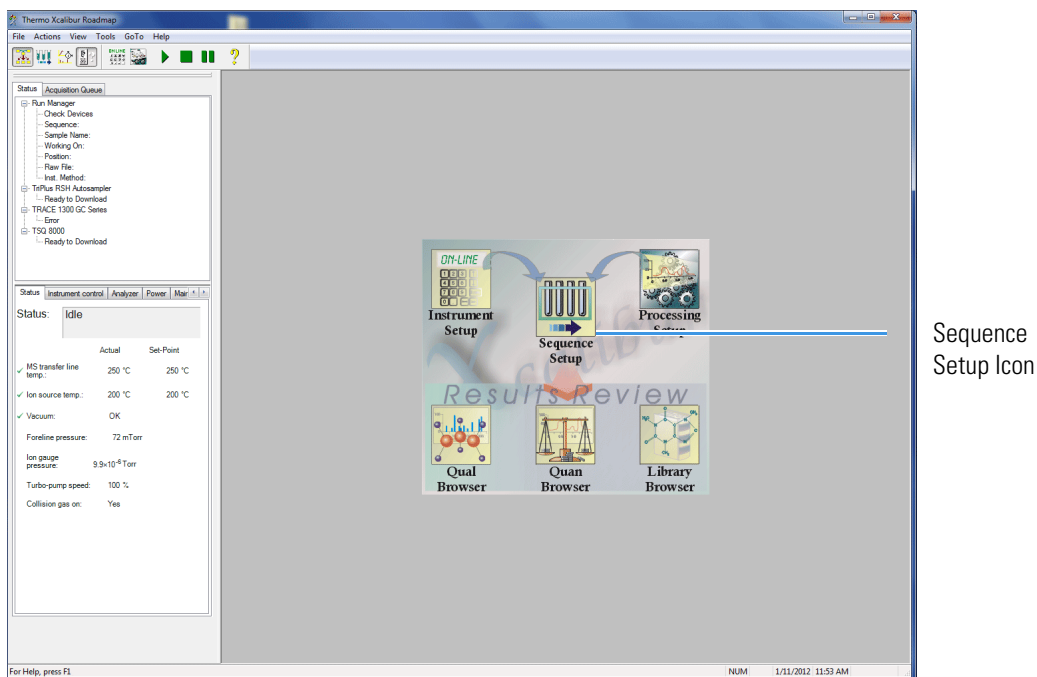 Thermo Xcalibur Roadmap
File Actions View Tools GoTo Help
Status Acquisition Queue
Run Manager
Check Devices
Sequence:
Sample Name:
Working On:
Position:
Raw File:
Inst. Method:
TriPlus RSH Autosampler
Ready to Download
TRACE 1300 GC Series
Error
TSQ 8000
Ready to Download
Status Instrument control Analyzer Power Main
Status: Idle
Actual Set-Point
MS transfer line temp.: 250 °C 250 °C
Ion source temp.: 200 °C 200 °C
Vacuum: OK
Foreline pressure: 72 mTorr
Ion gauge pressure: 9.9×10⁻⁶ Torr
Turbo-pump speed: 100 %
Collision gas on: Yes
ON-LINE
Instrument
Setup
Sequence
Setup
Processing
Setup
Xcalibur
Results Review
Qual
Browser
Quan
Browser
Library
Browser
Sequence
Setup Icon
For Help, press F1
NUM 1/11/2012 11:53 AM